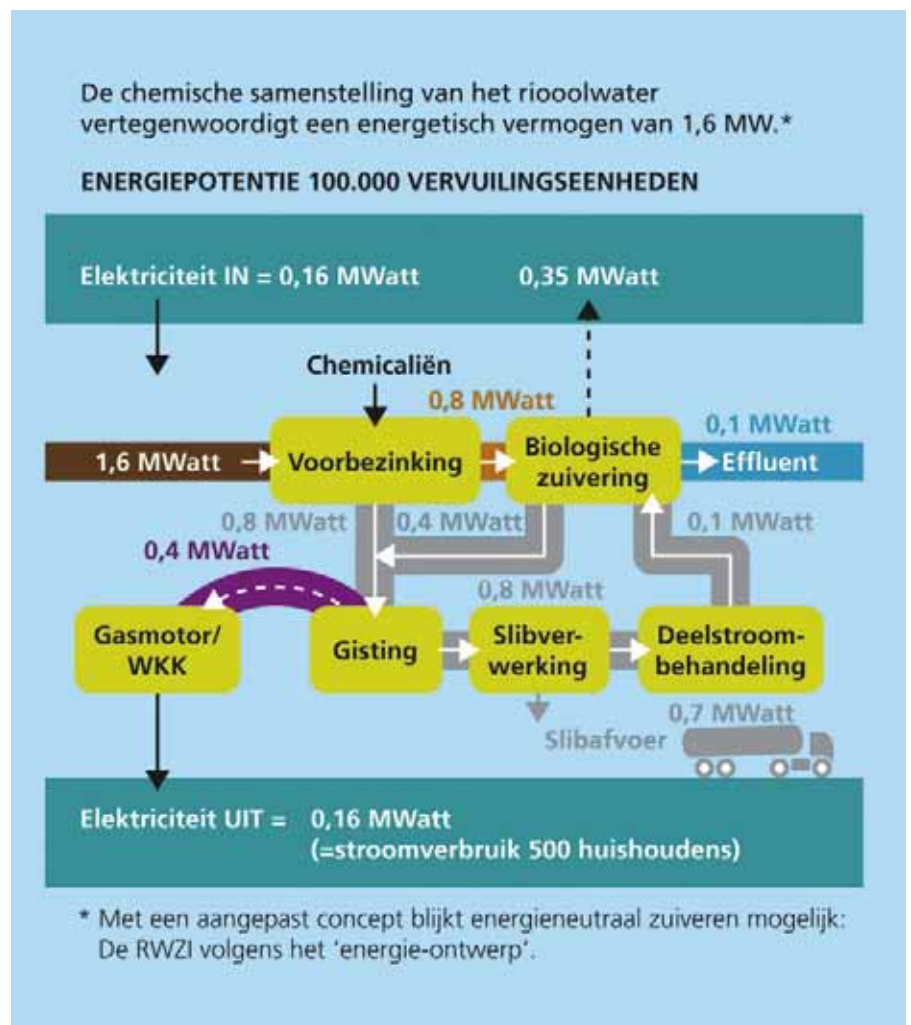 De chemische samenstelling van het riooolwater
vertegenwoordigt een energetisch vermogen van 1,6 MW.*
ENERGIEPOTENTIE 100.000 VERVUILINGSEENHEDEN
Elektriciteit IN = 0,16 MWatt
0,35 MWatt
Chemicaliën
0,8 MWatt
0,1 MWatt
1,6 MWatt
Voorbezinking
Biologische
zuivering
Effluent
0,8 MWatt
0,4 MWatt
0,1 MWatt
0,4 MWatt
0,8 MWatt
Gasmotor/
WKK
Gisting
Slibver-
werking
Deelstroom-
behandeling
0,7 MWatt
Slibafvoer
Elektriciteit UIT = 0,16 MWatt
(=stroomverbruik 500 huishoudens)
* Met een aangepast concept blijkt energieneutraal zuiveren mogelijk:
De RWZI volgens het ‘energie-ontwerp’.